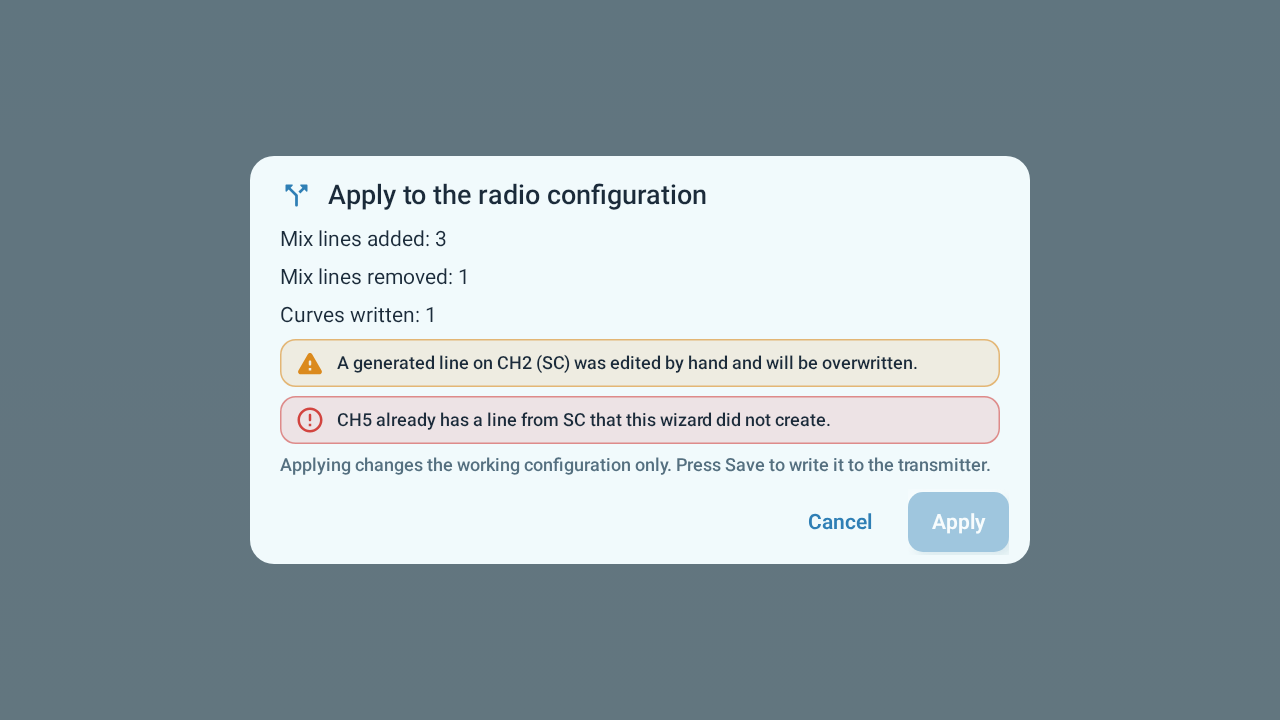 Apply to the radio configuration
Mix lines added: 3
Mix lines removed: 1
Curves written: 1
A generated line on CH2 (SC) was edited by hand and will be overwritten.
CH5 already has a line from SC that this wizard did not create.
Applying changes the working configuration only. Press Save to write it to the transmitter.
Cancel
Apply